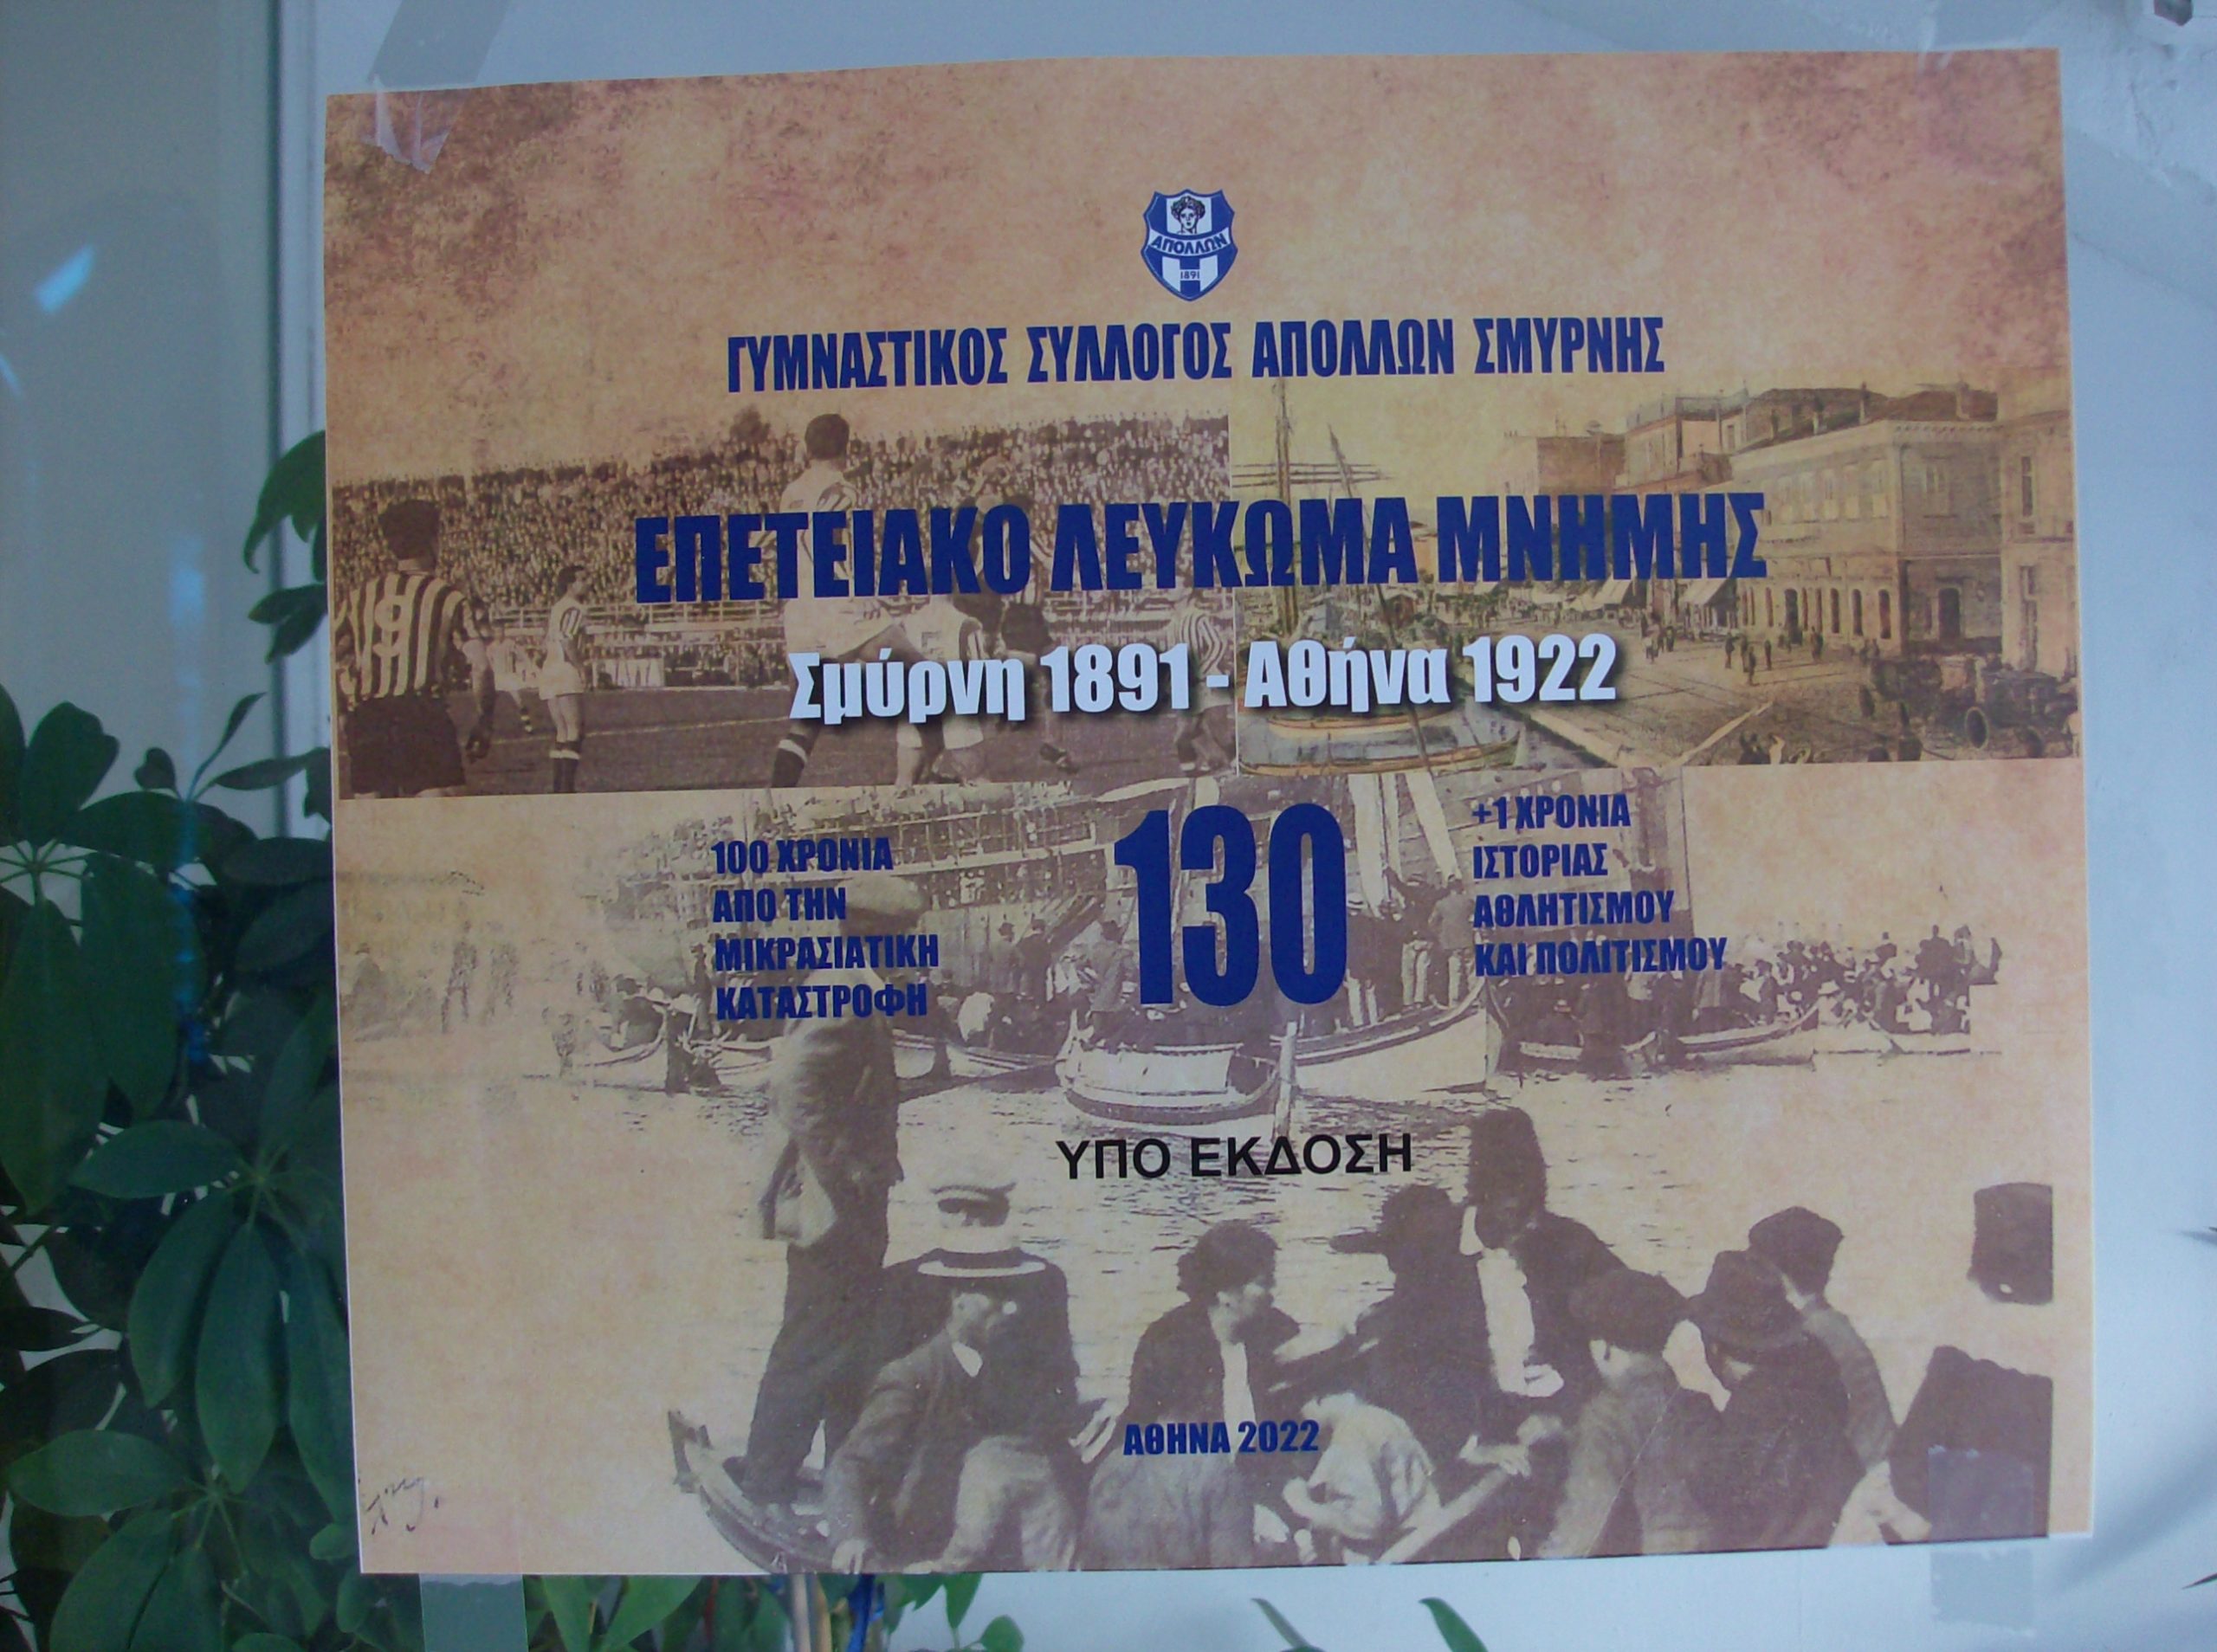 ΑΠΟΛΛΩΝ
1891
ΓΥΜΝΑΣΤΙΚΟΣ ΣΥΛΛΟΓΟΣ ΑΠΟΛΛΩΝ ΣΜΥΡΝΗΣ
ΕΠΕΤΕΙΑΚΟ ΛΕΥΚΩΜΑ ΜΝΗΜΗΣ
Σμύρνη 1891 - Αθήνα 1922
100 ΧΡΟΝΙΑ
ΑΠΟ ΤΗΝ
ΜΙΚΡΑΣΙΑΤΙΚΗ
ΚΑΤΑΣΤΡΟΦΗ
130
+1 ΧΡΟΝΙΑ
ΙΣΤΟΡΙΑΣ
ΑΘΛΗΤΙΣΜΟΥ
ΚΑΙ ΠΟΛΙΤΙΣΜΟΥ
ΥΠΟ ΕΚΔΟΣΗ
ΑΘΗΝΑ 2022